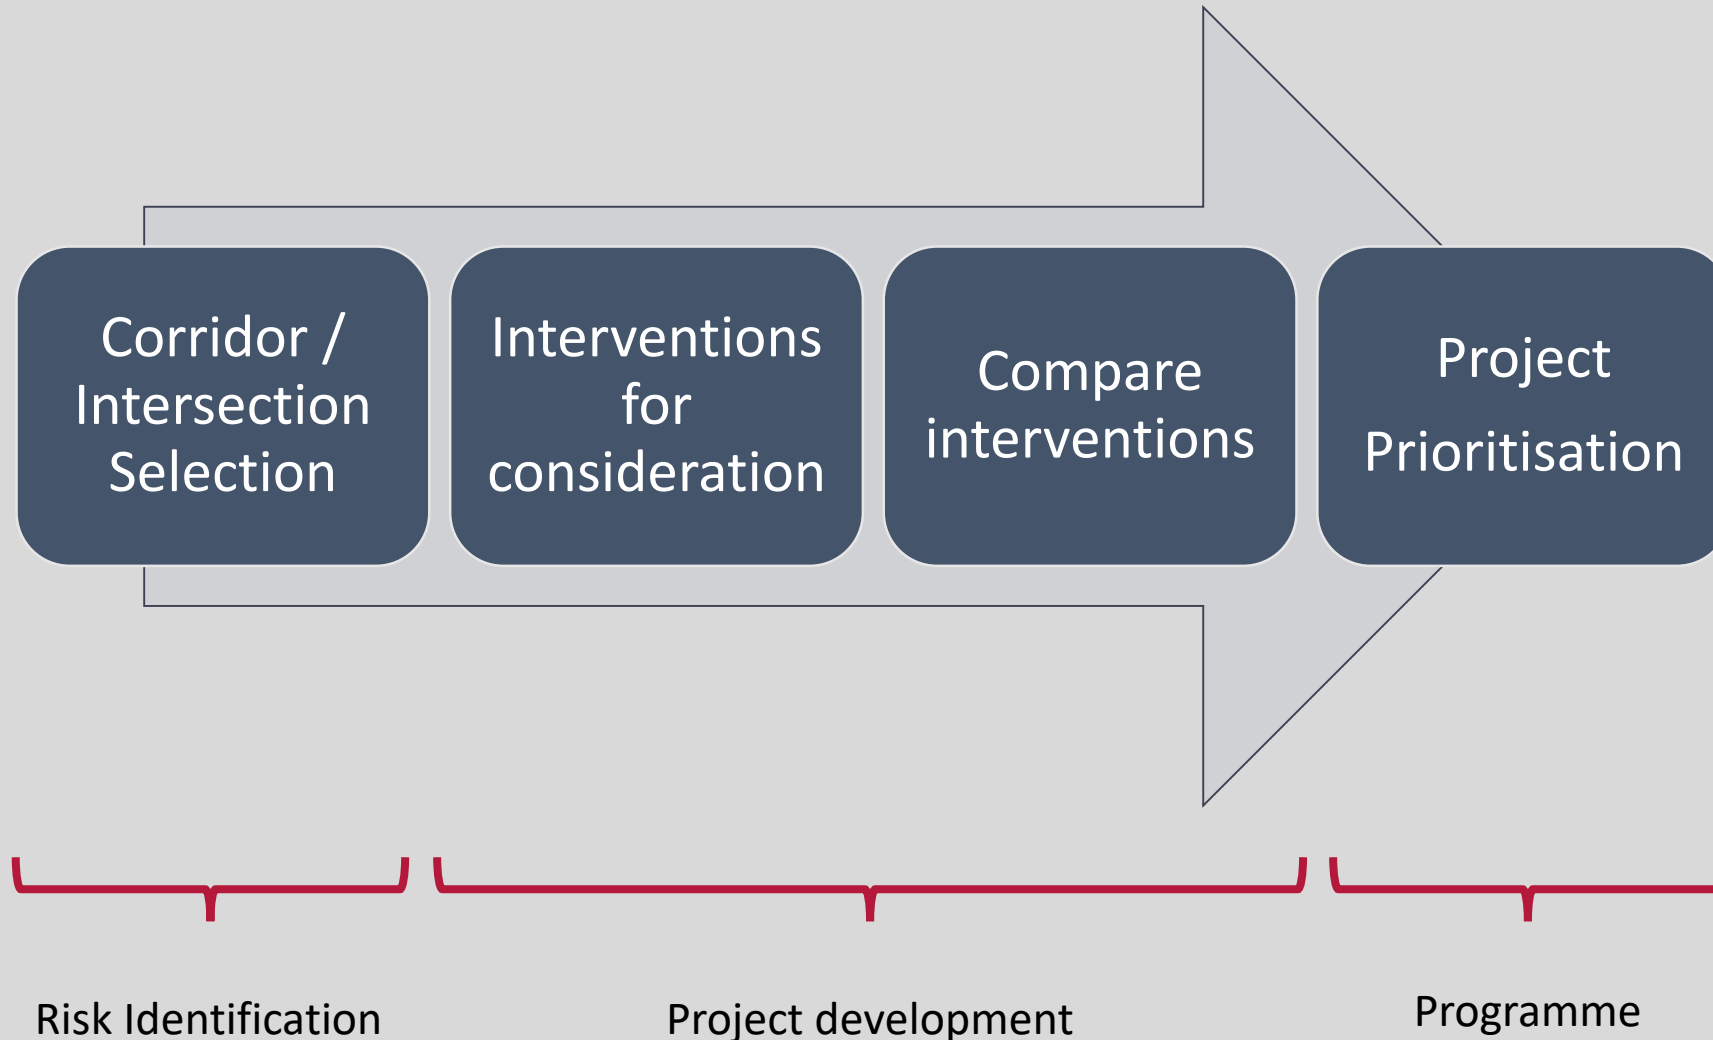 Corridor /
Intersection
Selection
Interventions
for
consideration
Compare
interventions
Project
Prioritisation
Risk Identification
Project development
Programme